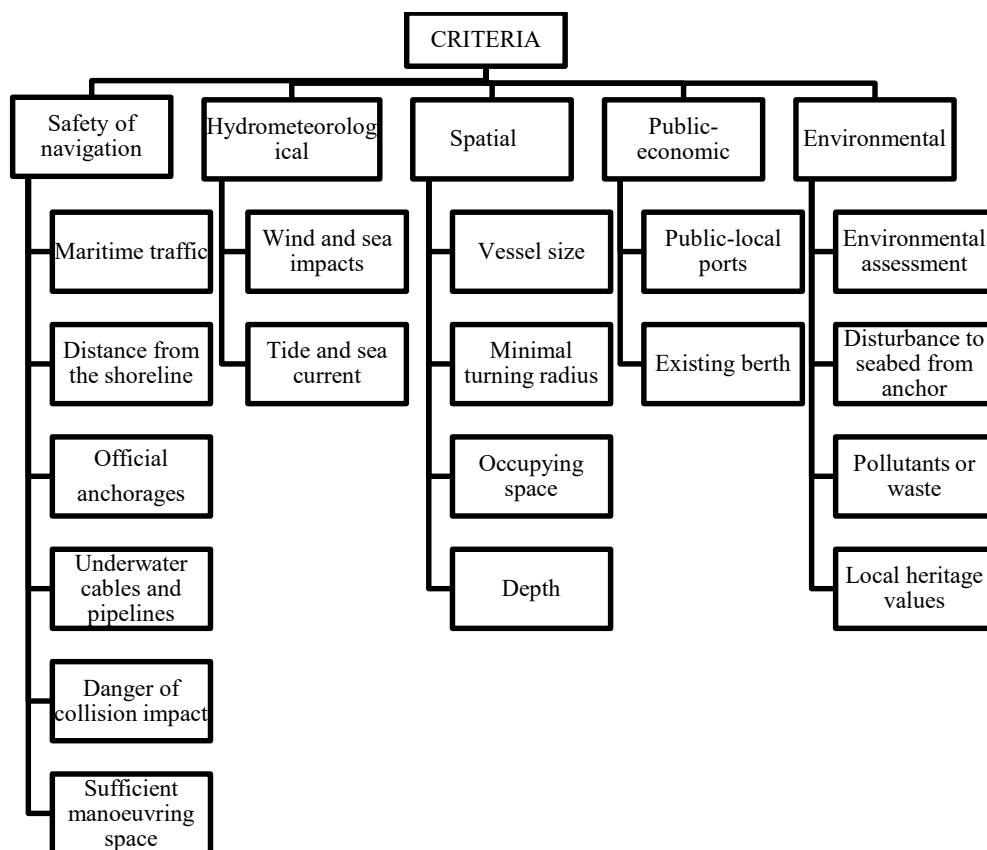 CRITERIA
Safety of
navigation
Maritime traffic
Distance from
the shoreline
Official
anchorages
Underwater
cables and
pipelines
Danger of
collision impact
Sufficient
manoeuvring
space
Hydrometeorolog
ical
Wind and sea
impacts
Tide and sea
current
Spatial
Vessel size
Minimal
turning radius
Occupying
space
Depth
Public-
economic
Public-local
ports
Existing berth
Environmental
Environmental
assessment
Disturbance to
seabed from
anchor
Pollutants or
waste
Local heritage
values